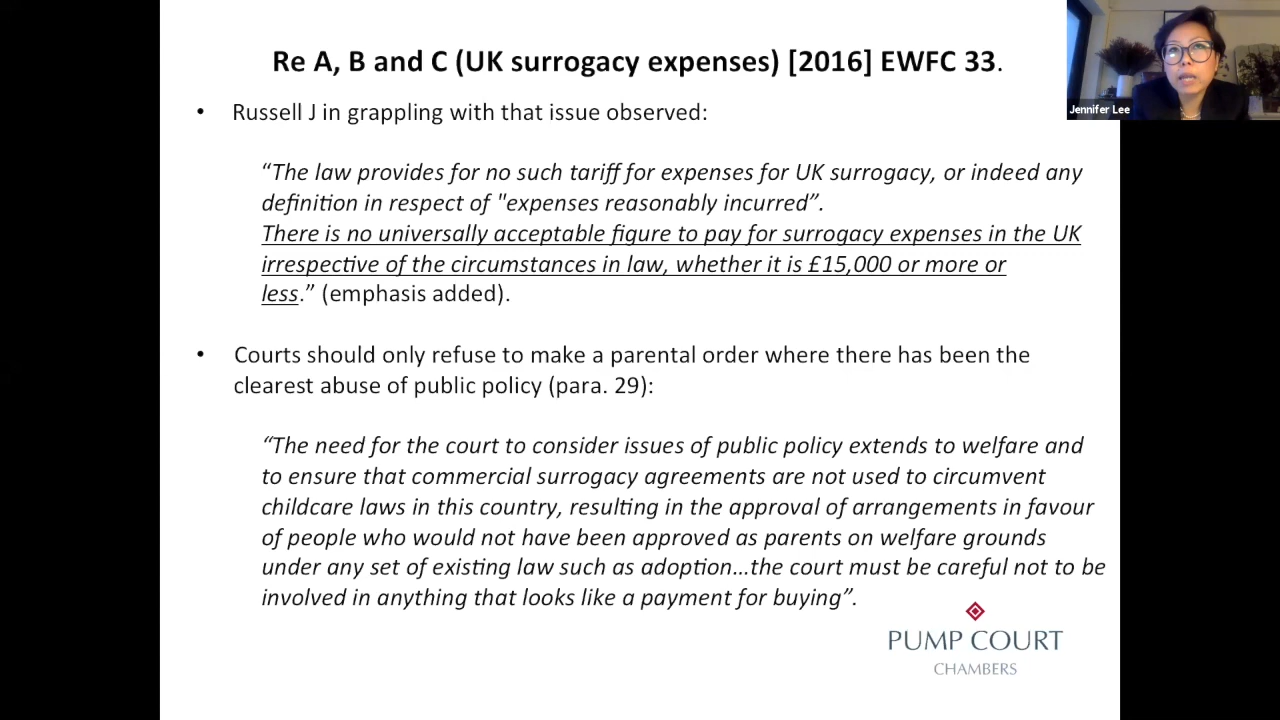 Re A, B and C (UK surrogacy expenses) [2016] EWFC 33.
Jennifer Lee
• Russell J in grappling with that issue observed:
“The law provides for no such tariff for expenses for UK surrogacy, or indeed any
definition in respect of "expenses reasonably incurred”.
There is no universally acceptable figure to pay for surrogacy expenses in the UK
irrespective of the circumstances in law, whether it is £15,000 or more or
less.” (emphasis added).
• Courts should only refuse to make a parental order where there has been the
clearest abuse of public policy (para. 29):
“The need for the court to consider issues of public policy extends to welfare and
to ensure that commercial surrogacy agreements are not used to circumvent
childcare laws in this country, resulting in the approval of arrangements in favour
of people who would not have been approved as parents on welfare grounds
under any set of existing law such as adoption…the court must be careful not to be
involved in anything that looks like a payment for buying”.
PUMP COURT
CHAMBERS